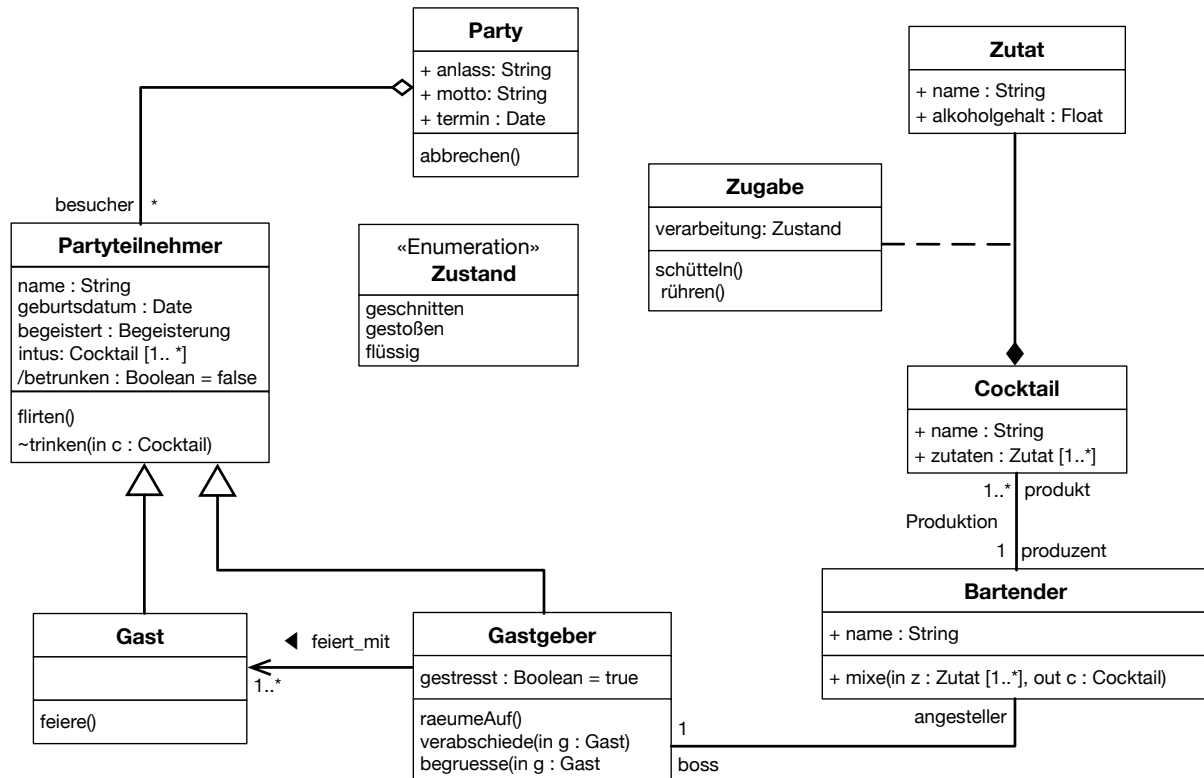 Party
+ anlass: String
+ motto: String
+ termin : Date
abbrechen()
Zutat
+ name : String
+ alkoholgehalt : Float
Zugabe
verarbeitung: Zustand
schütteln()
rühren()
besucher *
Partyteilnehmer
name : String
geburtsdatum : Date
begeistert : Begeisterung
intus: Cocktail [1.. *]
/betrunken : Boolean = false
flirten()
~trinken(in c : Cocktail)
«Enumeration»
Zustand
geschnitten
gestoßen
flüssig
Cocktail
+ name : String
+ zutaten : Zutat [1..*]
1..* produkt
Produktion
1 produzent
Bartender
+ name : String
+ mixe(in z : Zutat [1..*], out c : Cocktail)
angesteller
Gast
feiere()
◀ feiert_mit
1..*
Gastgeber
gestresst : Boolean = true
raeumeAuf()
verabschiede(in g : Gast)
begruesse(in g : Gast
1
boss